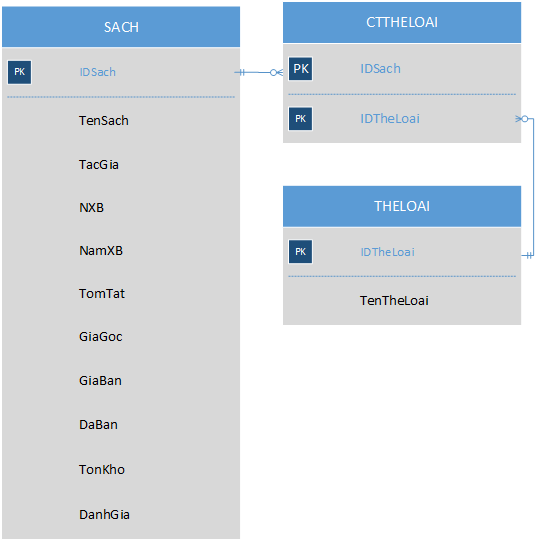 SACH
PK IDSach
TenSach
TacGia
NXB
NamXB
TomTat
GiaGoc
GiaBan
DaBan
TonKho
DanhGia
CTTHELOAI
PK IDSach
PK IDTheLoai
THELOAI
PK IDTheLoai
TenTheLoai